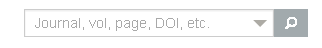 Journal, vol, page, DOI, etc.